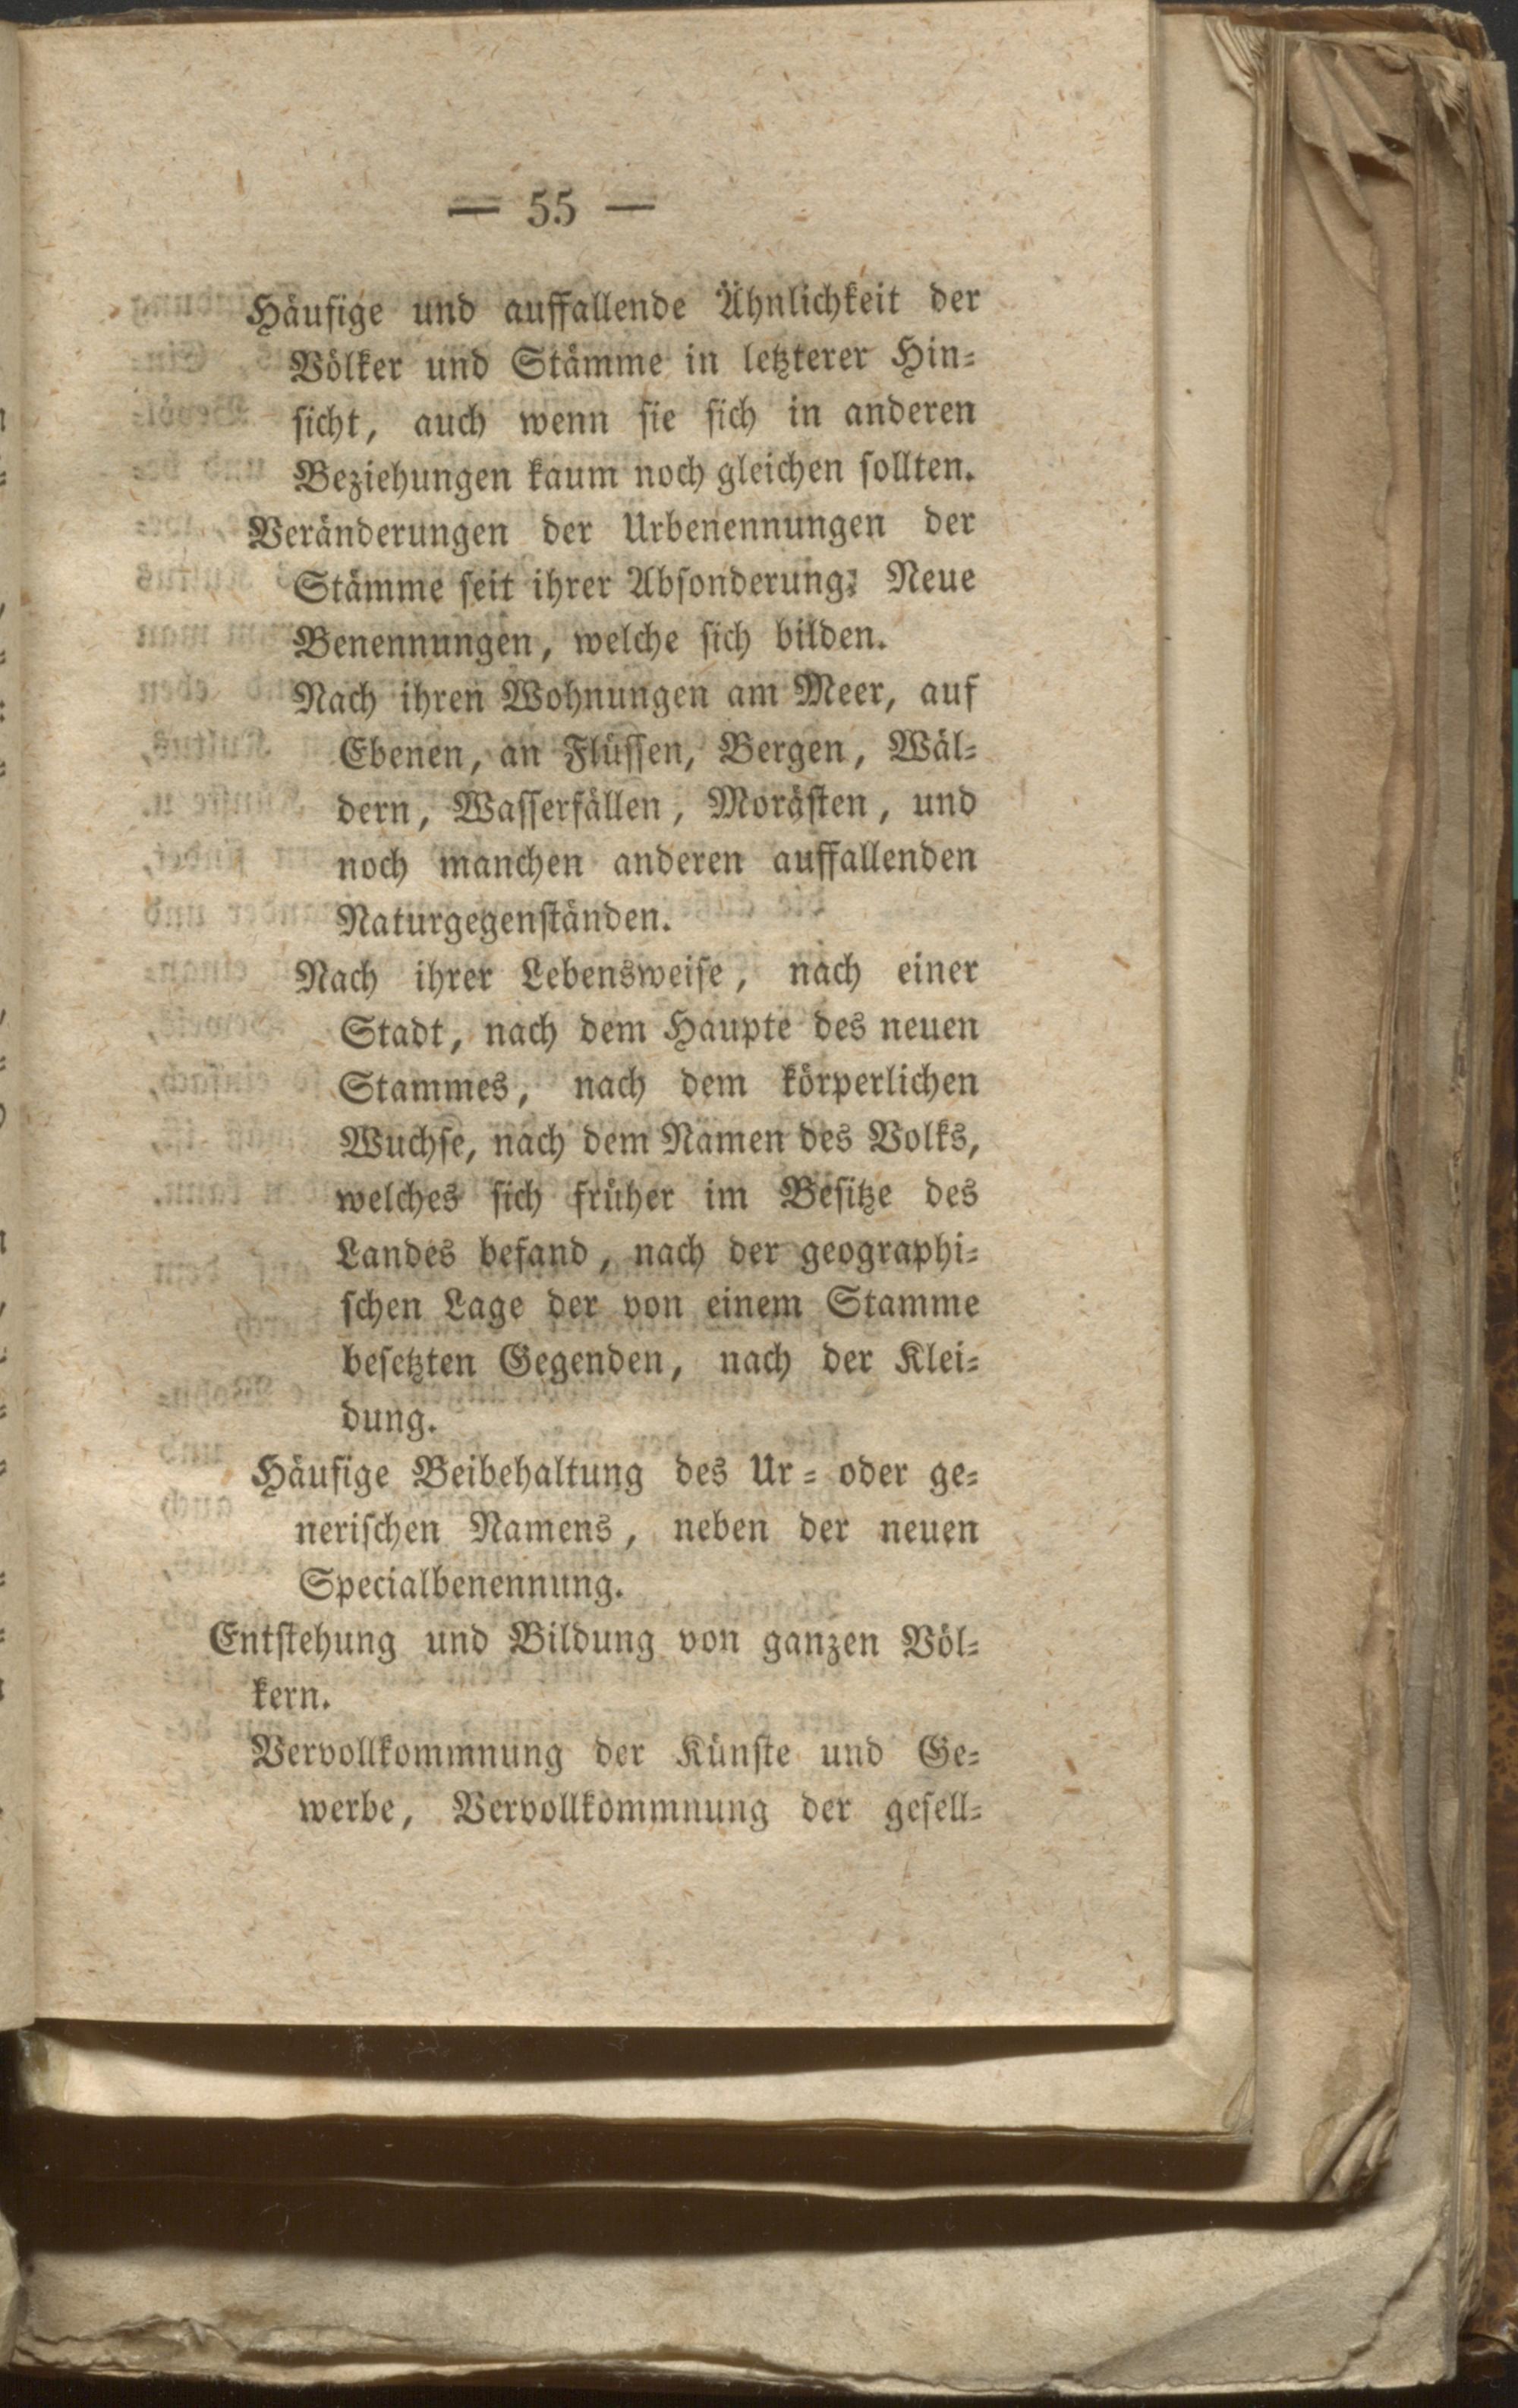 — 55 —
Häufige und auffallende Ähnlichkeit der
Völker und Stämme in letzterer Hin=
sicht, auch wenn sie sich in anderen
Beziehungen kaum noch gleichen sollten.
Veränderungen der Urbenennungen der
Stämme seit ihrer Absonderung: Neue
Benennungen, welche sich bilden.
Nach ihren Wohnungen am Meer, auf
Ebenen, an Flüssen, Bergen, Wäl=
dern, Wasserfällen, Morästen, und
noch manchen anderen auffallenden
Naturgegenständen.
Nach ihrer Lebensweise, nach einer
Stadt, nach dem Haupte des neuen
Stammes, nach dem körperlichen
Wuchse, nach dem Namen des Volks,
welches sich früher im Besitze des
Landes befand, nach der geographi=
schen Lage der von einem Stamme
besetzten Gegenden, nach der Klei=
dung.
Häufige Beibehaltung des Ur= oder ge=
nerischen Namens, neben der neuen
Specialbenennung.
Entstehung und Bildung von ganzen Völ=
kern.
Vervollkommnung der Künste und Ge=
werbe, Vervollkommnung der gesell=